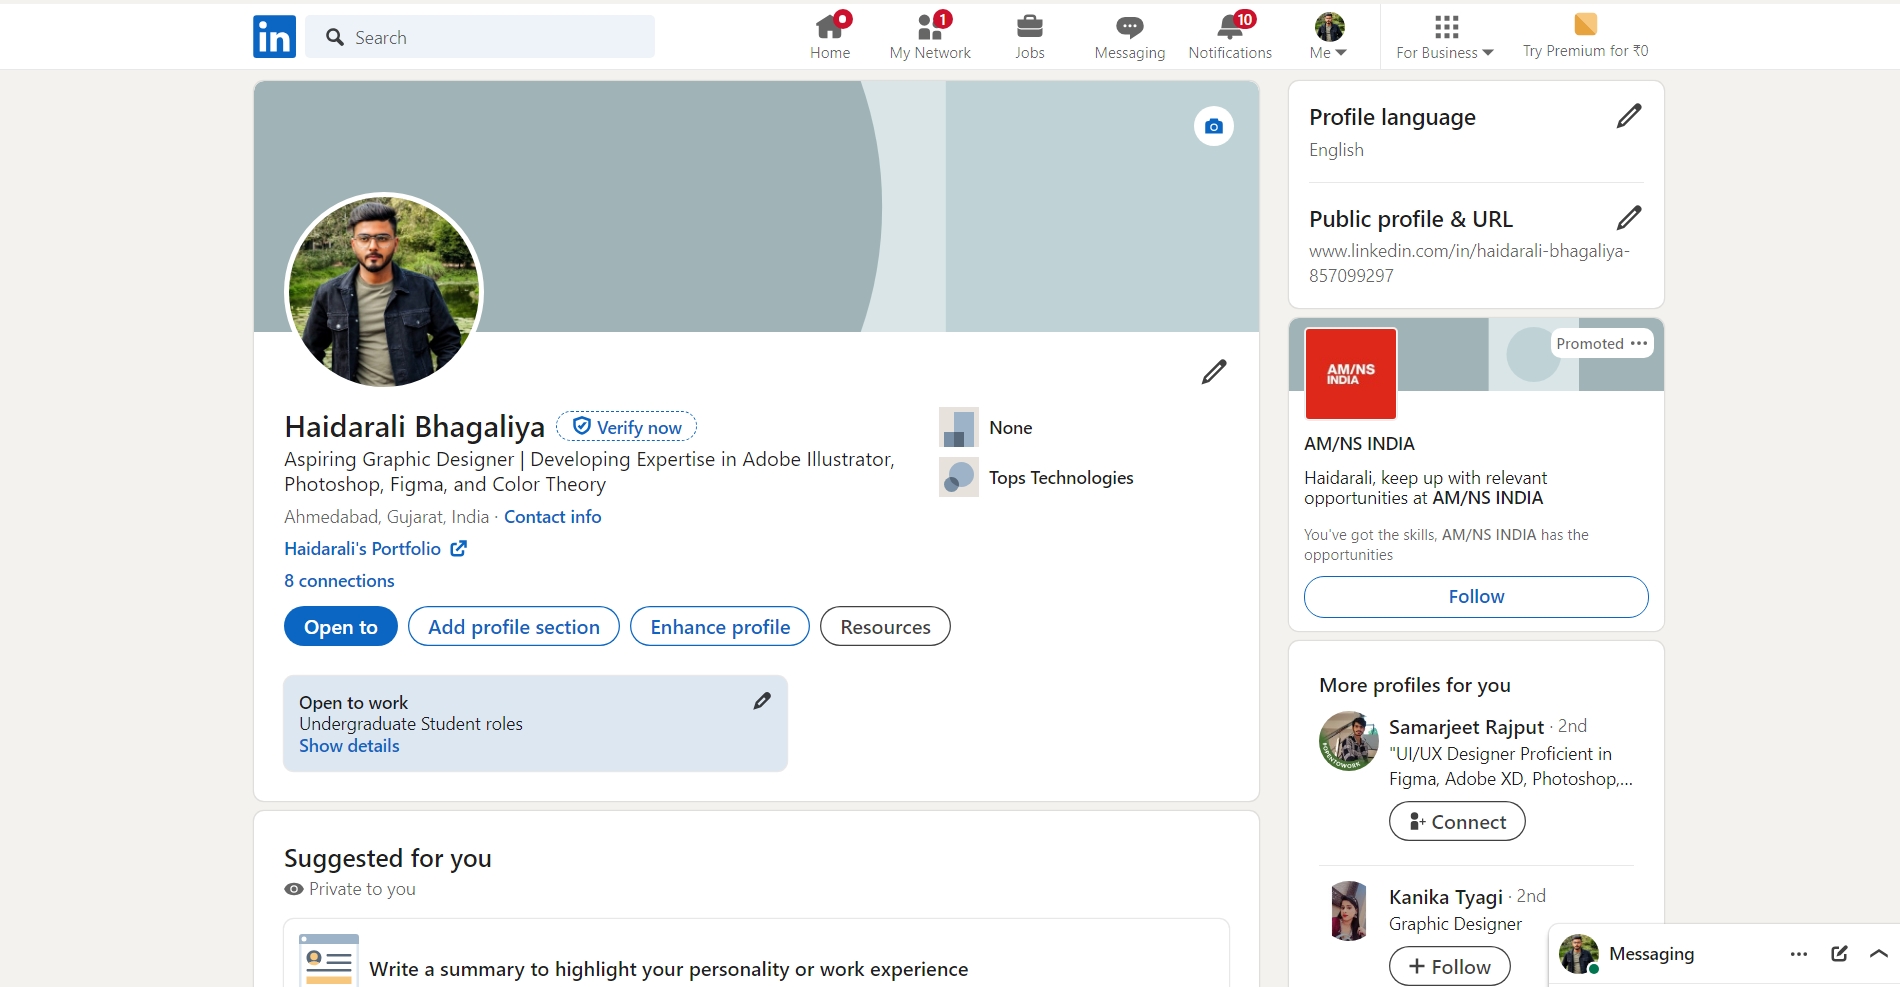 in
Search
Home
1
My Network
Jobs
Messaging
10
Notifications
Me
For Business
Try Premium for ₹0
Haidarali Bhagaliya
Verify now
Aspiring Graphic Designer | Developing Expertise in Adobe Illustrator,
Photoshop, Figma, and Color Theory
Ahmedabad, Gujarat, India · Contact info
Haidarali's Portfolio
8 connections
None
Tops Technologies
Open to
Add profile section
Enhance profile
Resources
Open to work
Undergraduate Student roles
Show details
Suggested for you
Private to you
Write a summary to highlight your personality or work experience
Profile language
English
Public profile & URL
www.linkedin.com/in/haidarali-bhagaliya-
857099297
Promoted
AM/NS
INDIA
AM/NS INDIA
Haidarali, keep up with relevant
opportunities at AM/NS INDIA
You've got the skills, AM/NS INDIA has the
opportunities
Follow
More profiles for you
#OPENTOWORK
Samarjeet Rajput · 2nd
"UI/UX Designer Proficient in
Figma, Adobe XD, Photoshop,...
Connect
Kanika Tyagi · 2nd
Graphic Designer
+ Follow
Messaging